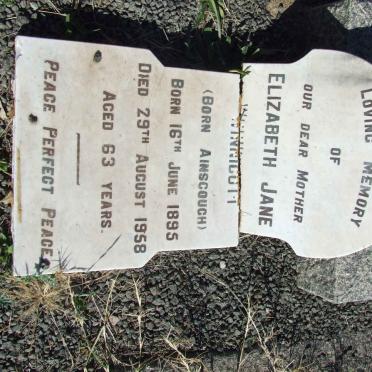 LOVING MEMORY
OF
OUR DEAR MOTHER
ELIZABETH JANE
(BORN AINSCOUGH)
BORN 16TH JUNE 1895
DIED 29TH AUGUST 1958
AGED 63 YEARS.
PEACE PERFECT PEACE